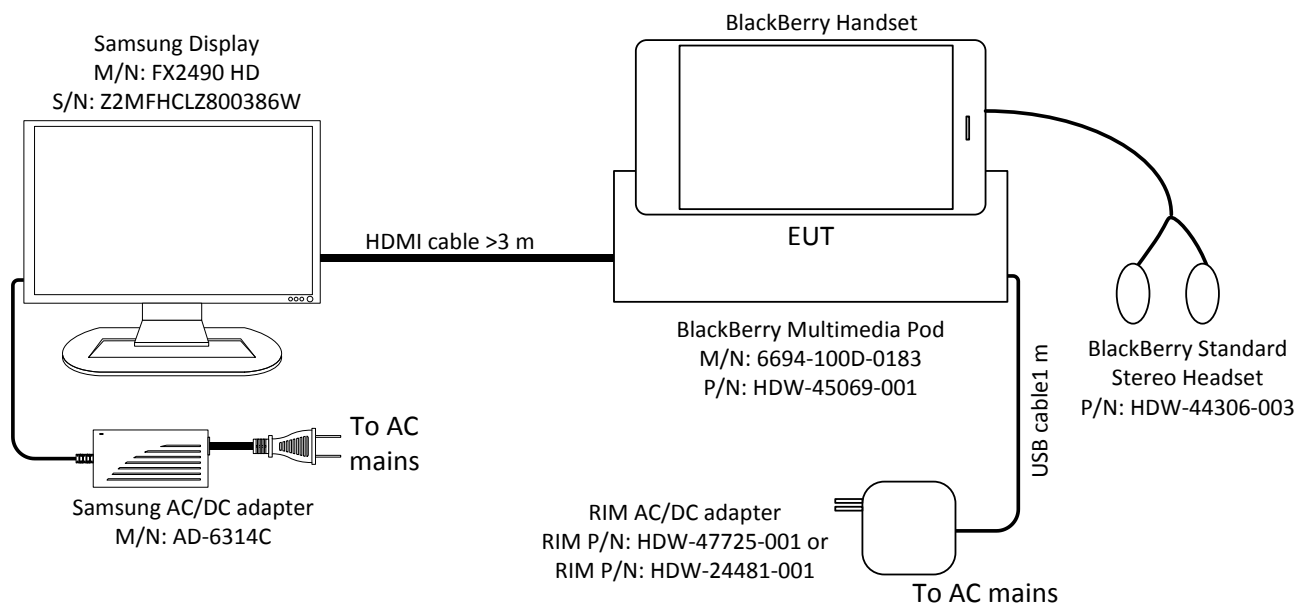 BlackBerry Handset
Samsung Display
M/N: FX2490 HD
S/N: Z2MFHCLZ800386W
HDMI cable >3 m
EUT
BlackBerry Multimedia Pod
M/N: 6694-100D-0183
P/N: HDW-45069-001
USB cable1 m
BlackBerry Standard
Stereo Headset
P/N: HDW-44306-003
To AC
mains
Samsung AC/DC adapter
M/N: AD-6314C
RIM AC/DC adapter
RIM P/N: HDW-47725-001 or
RIM P/N: HDW-24481-001
To AC mains